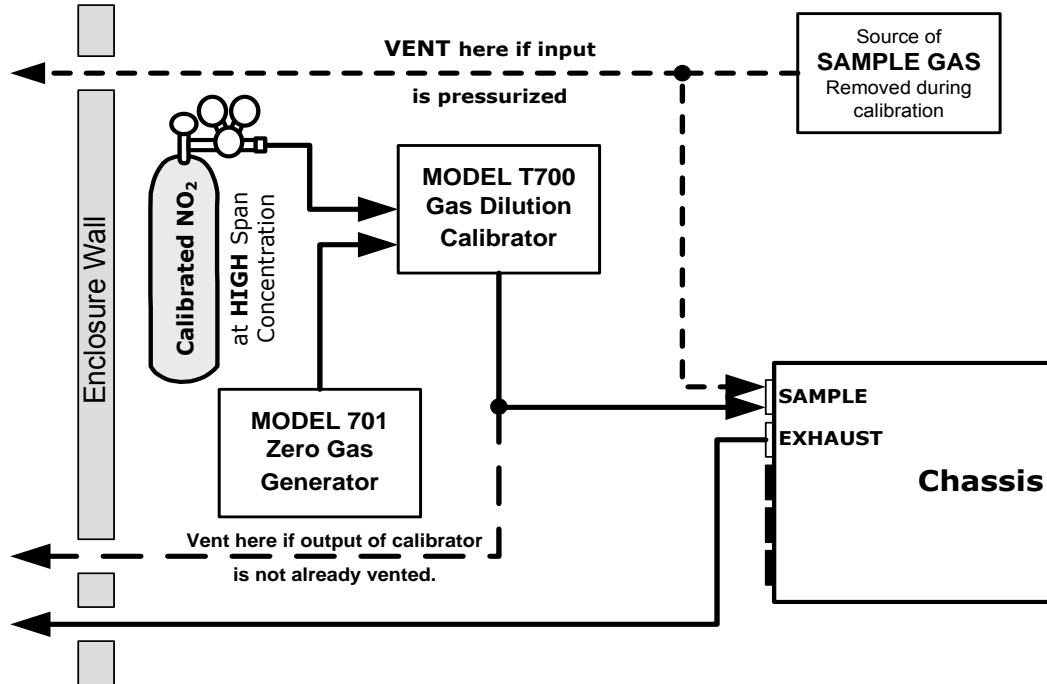 VENT here if input
is pressurized
Source of
SAMPLE GAS
Removed during
calibration
Enclosure Wall
Calibrated NO₂
at HIGH Span
Concentration
MODEL T700
Gas Dilution
Calibrator
MODEL 701
Zero Gas
Generator
SAMPLE
EXHAUST
Chassis
Vent here if output of calibrator
is not already vented.